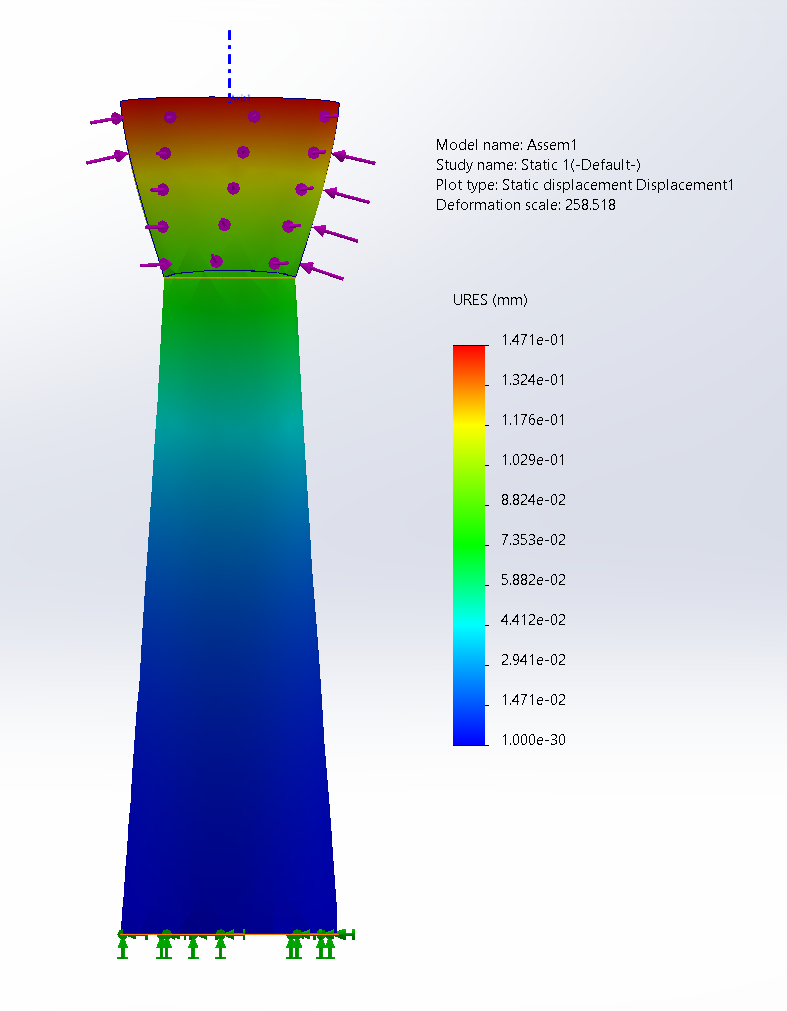 Model name: Assem1
Study name: Static 1(-Default-)
Plot type: Static displacement Displacement1
Deformation scale: 258.518
URES (mm)
1.471e-01
1.324e-01
1.176e-01
1.029e-01
8.824e-02
7.353e-02
5.882e-02
4.412e-02
2.941e-02
1.471e-02
1.000e-30